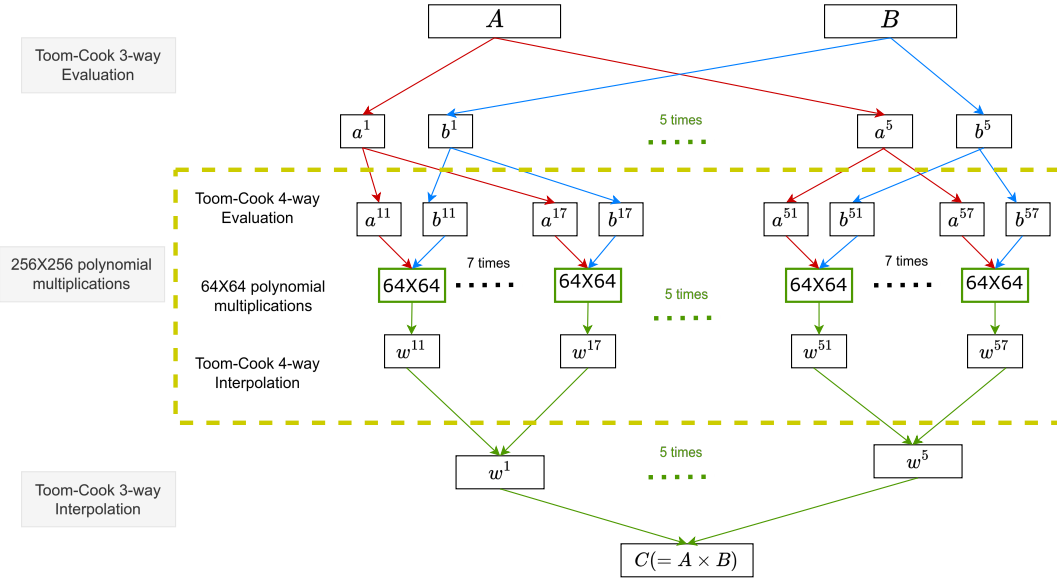 A
B
Toom-Cook 3-way
Evaluation
a^1
b^1
5 times
a^5
b^5
Toom-Cook 4-way
Evaluation
a^11
b^11
a^17
b^17
a^51
b^51
a^57
b^57
256X256 polynomial
multiplications
64X64 polynomial
multiplications
64X64
7 times
64X64
5 times
64X64
7 times
64X64
Toom-Cook 4-way
Interpolation
w^11
w^17
w^51
w^57
Toom-Cook 3-way
Interpolation
w^1
5 times
w^5
C(= A × B)